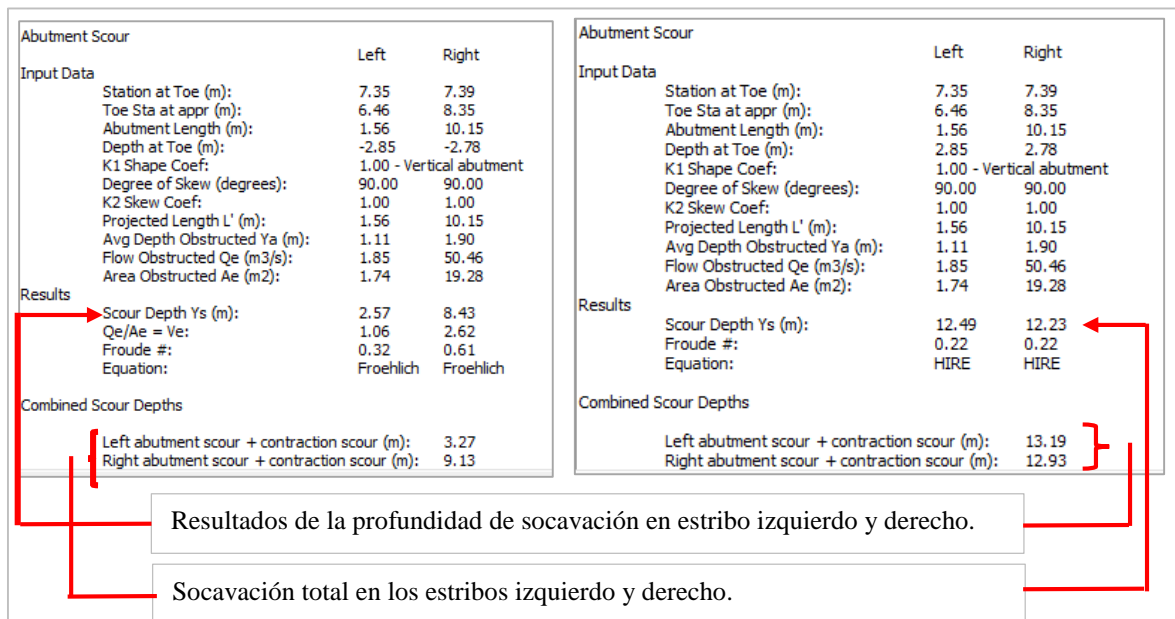 Abutment Scour
Left Right
Input Data
Station at Toe (m): 7.35 7.39
Toe Sta at appr (m): 6.46 8.35
Abutment Length (m): 1.56 10.15
Depth at Toe (m): -2.85 -2.78
K1 Shape Coef: 1.00 - Vertical abutment
Degree of Skew (degrees): 90.00 90.00
K2 Skew Coef: 1.00 1.00
Projected Length L' (m): 1.56 10.15
Avg Depth Obstructed Ya (m): 1.11 1.90
Flow Obstructed Qe (m3/s): 1.85 50.46
Area Obstructed Ae (m2): 1.74 19.28
Results
Scour Depth Ys (m): 2.57 8.43
Qe/Ae = Ve: 1.06 2.62
Froude #: 0.32 0.61
Equation: Froehlich Froehlich
Combined Scour Depths
Left abutment scour + contraction scour (m): 3.27
Right abutment scour + contraction scour (m): 9.13
Abutment Scour
Left Right
Input Data
Station at Toe (m): 7.35 7.39
Toe Sta at appr (m): 6.46 8.35
Abutment Length (m): 1.56 10.15
Depth at Toe (m): 2.85 2.78
K1 Shape Coef: 1.00 - Vertical abutment
Degree of Skew (degrees): 90.00 90.00
K2 Skew Coef: 1.00 1.00
Projected Length L' (m): 1.56 10.15
Avg Depth Obstructed Ya (m): 1.11 1.90
Flow Obstructed Qe (m3/s): 1.85 50.46
Area Obstructed Ae (m2): 1.74 19.28
Results
Scour Depth Ys (m): 12.49 12.23
Froude #: 0.22 0.22
Equation: HIRE HIRE
Combined Scour Depths
Left abutment scour + contraction scour (m): 13.19
Right abutment scour + contraction scour (m): 12.93
Resultados de la profundidad de socavación en estribo izquierdo y derecho.
Socavación total en los estribos izquierdo y derecho.